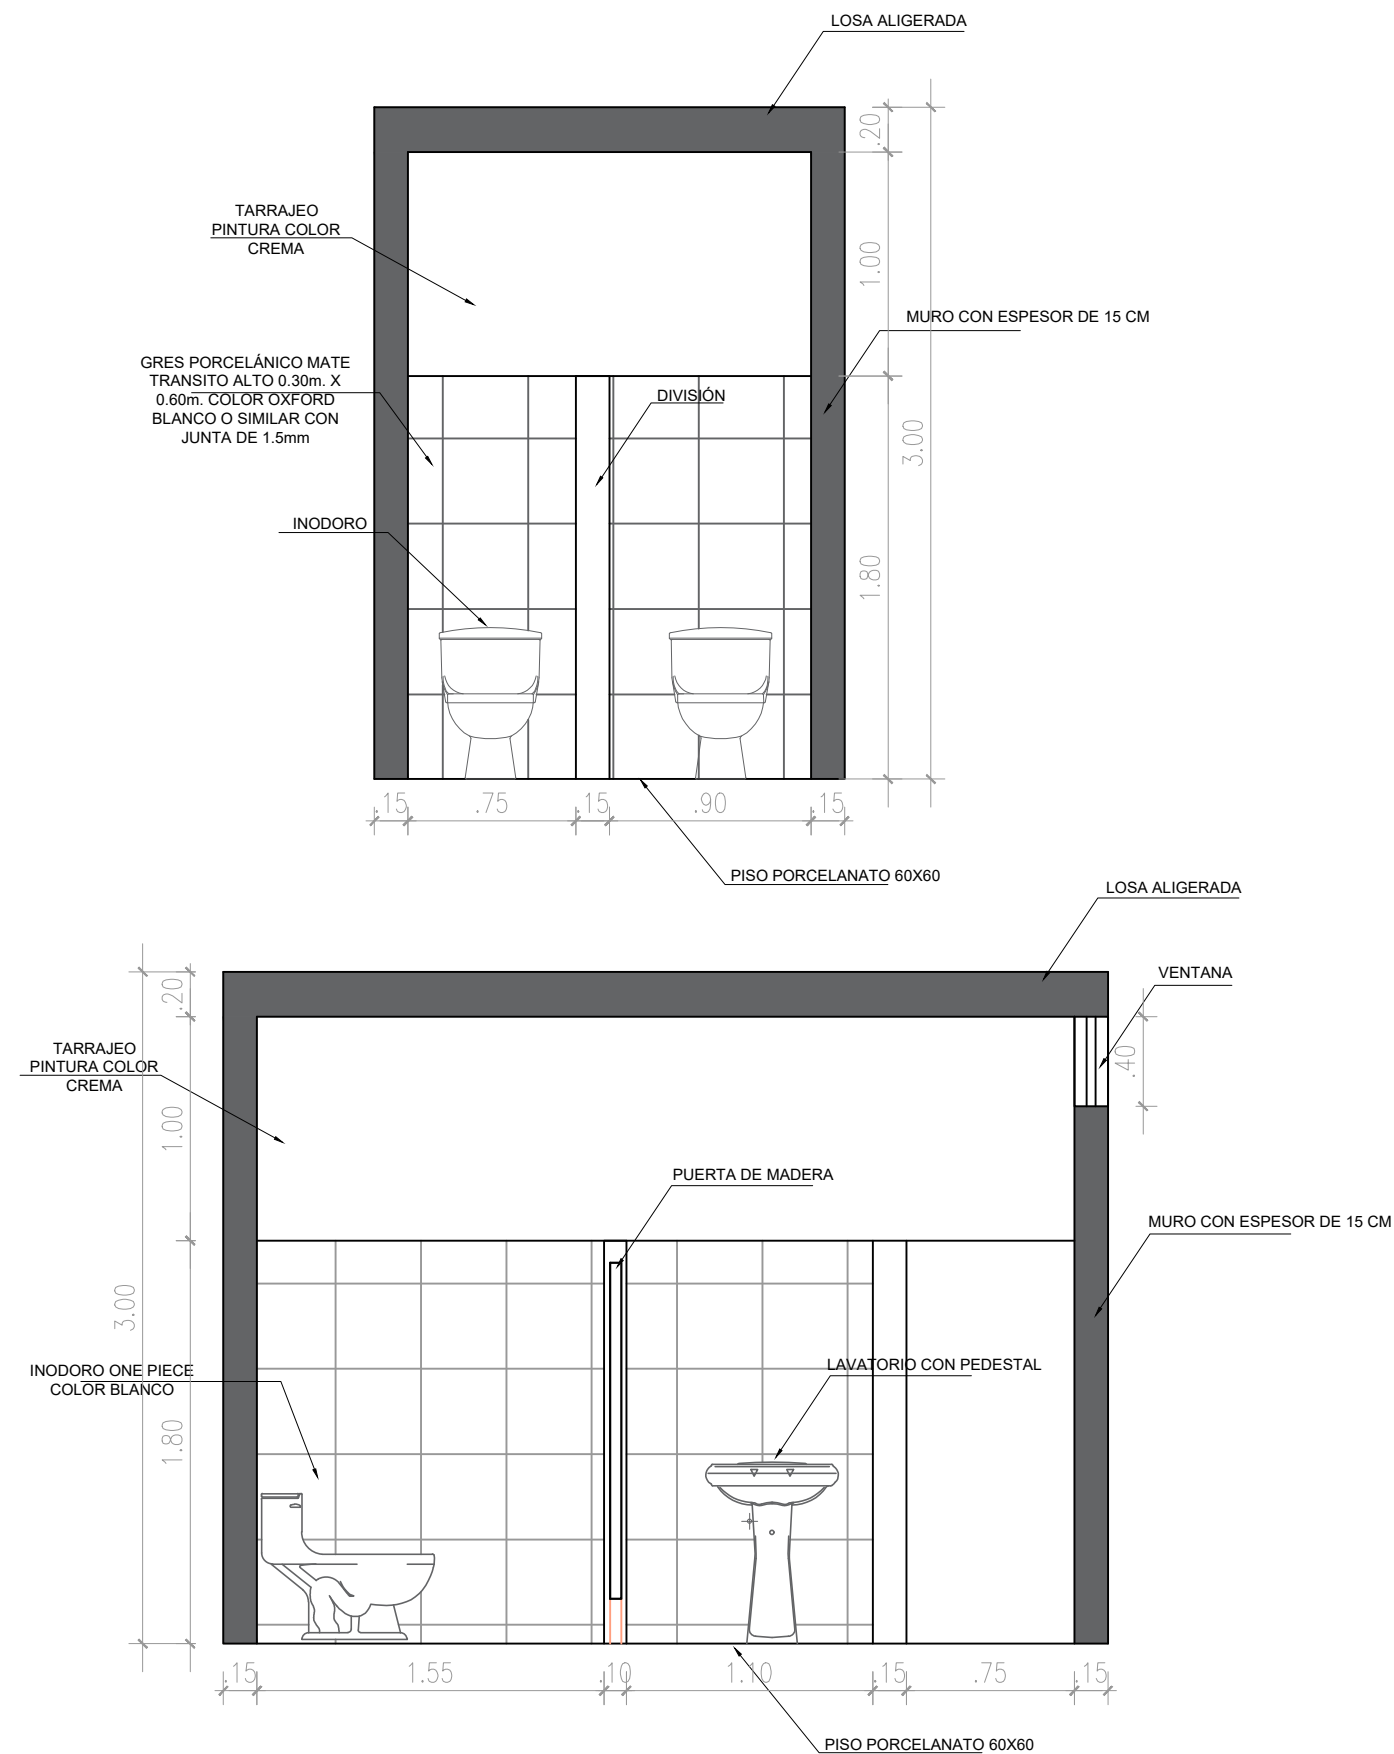 LOSA ALIGERADA
.20
TARRAJEO
PINTURA COLOR
CREMA
1.00
MURO CON ESPESOR DE 15 CM
GRES PORCELÁNICO MATE
TRANSITO ALTO 0.30m. X
0.60m. COLOR OXFORD
BLANCO O SIMILAR CON
JUNTA DE 1.5mm
DIVISIÓN
3.00
INODORO
1.80
.15
.75
.15
.90
.15
PISO PORCELANATO 60X60
LOSA ALIGERADA
VENTANA
.20
.40
TARRAJEO
PINTURA COLOR
CREMA
1.00
PUERTA DE MADERA
MURO CON ESPESOR DE 15 CM
3.00
INODORO ONE PIECE
COLOR BLANCO
LAVATORIO CON PEDESTAL
1.80
.15
1.55
.10
1.10
.15
.75
.15
PISO PORCELANATO 60X60